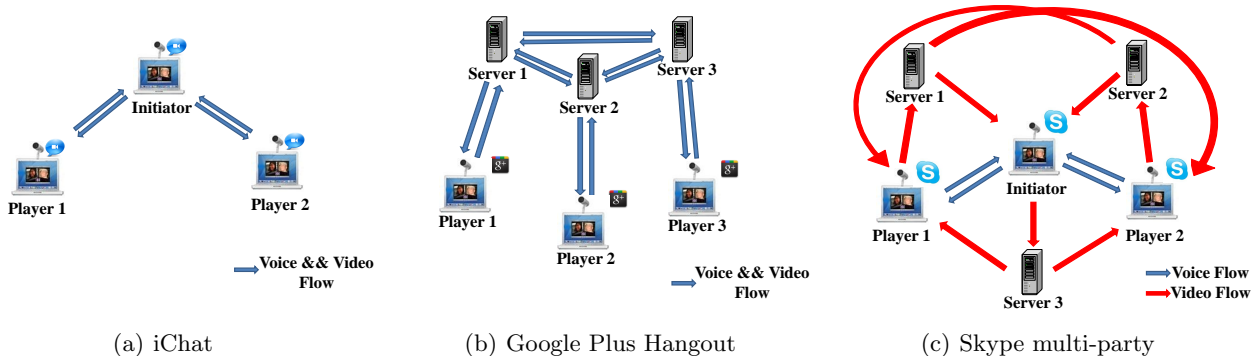 Initiator
Player 1
Player 2
Voice && Video
Flow
(a) iChat
Server 1
Server 2
Server 3
g+
g+
g+
Player 1
Player 2
Player 3
Voice && Video
Flow
(b) Google Plus Hangout
Server 1
Server 2
S
Initiator
S
S
Player 1
Player 2
Server 3
Voice Flow
Video Flow
(c) Skype multi-party